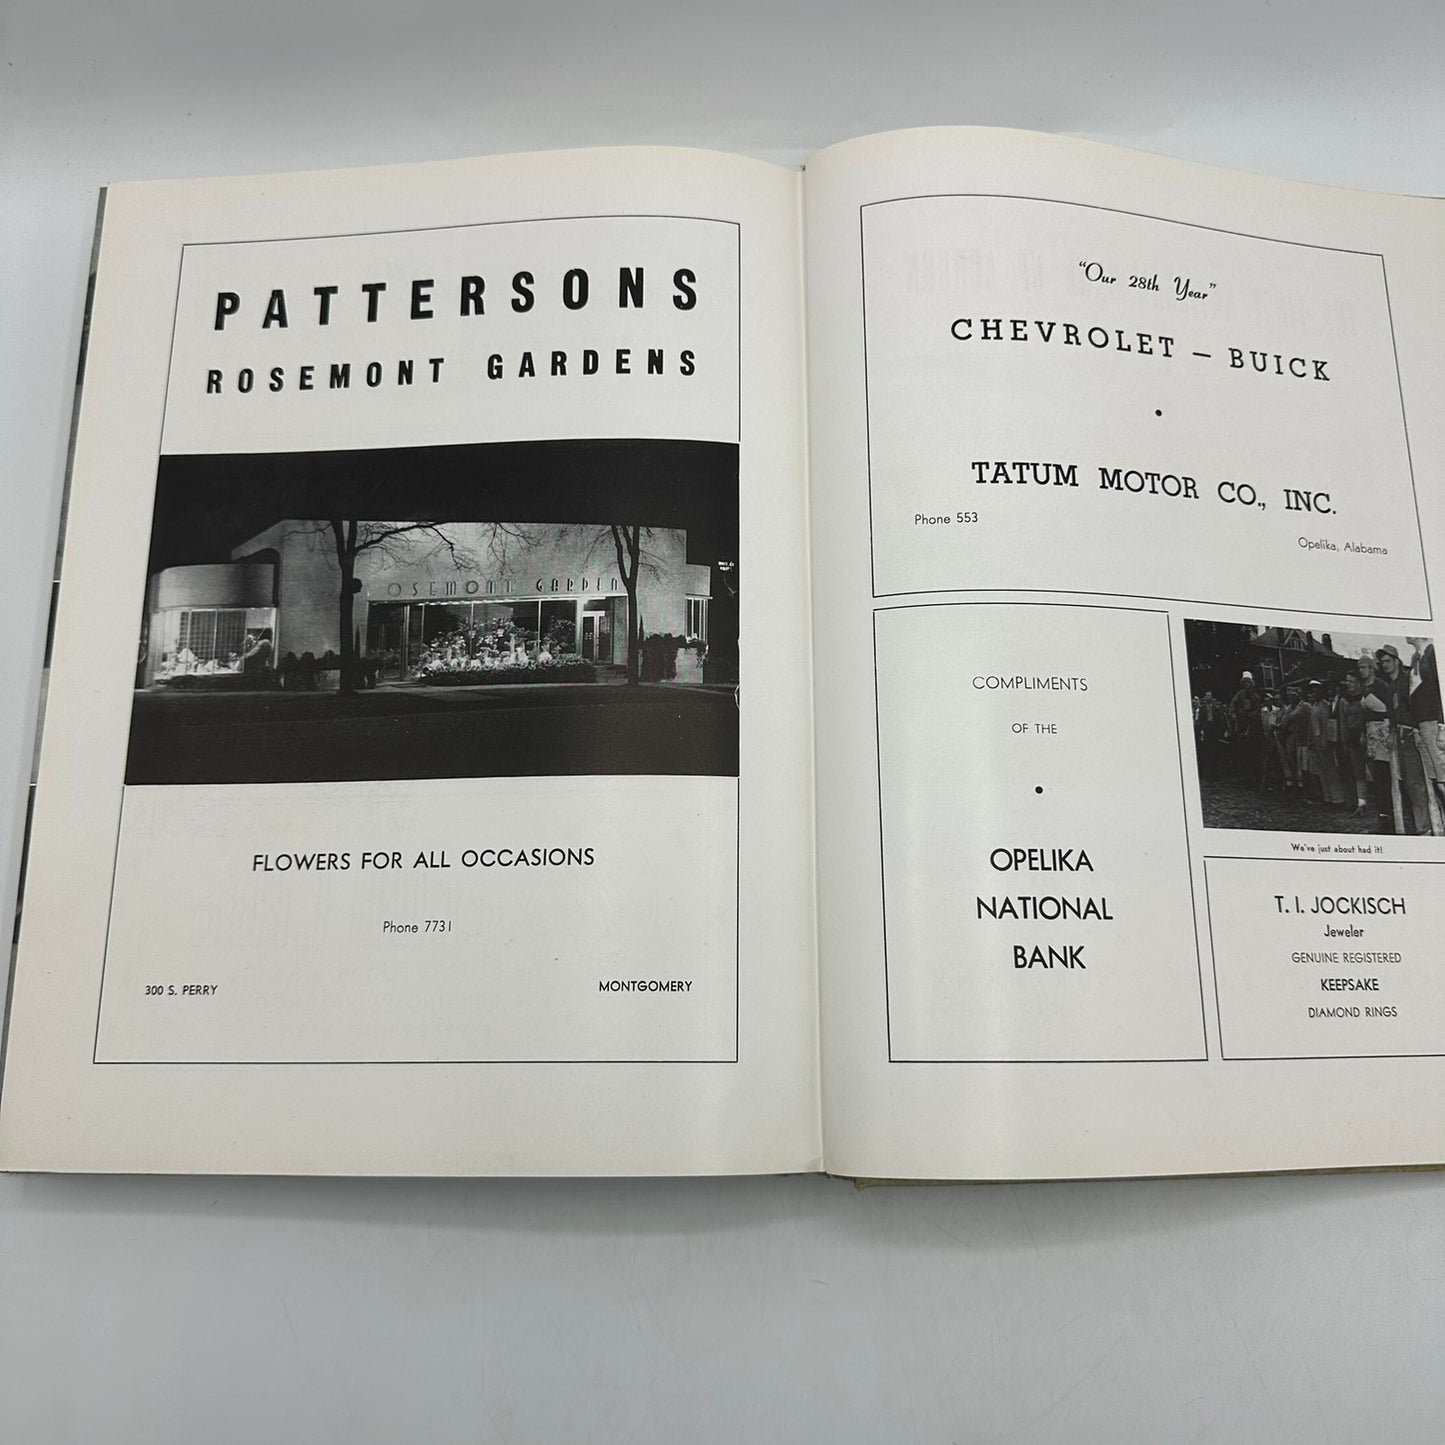 PATTERSONS
ROSEMONT GARDENS
OSEMONT GARDEN
FLOWERS FOR ALL OCCASIONS
Phone 7731
300 S. PERRY
MONTGOMERY
"Our 28th Year"
CHEVROLET – BUICK
•
TATUM MOTOR CO., INC.
Phone 553
Opelika, Alabama
COMPLIMENTS
OF THE
•
OPELIKA
NATIONAL
BANK
We've just about had it!
T. I. JOCKISCH
Jeweler
GENUINE REGISTERED
KEEPSAKE
DIAMOND RINGS